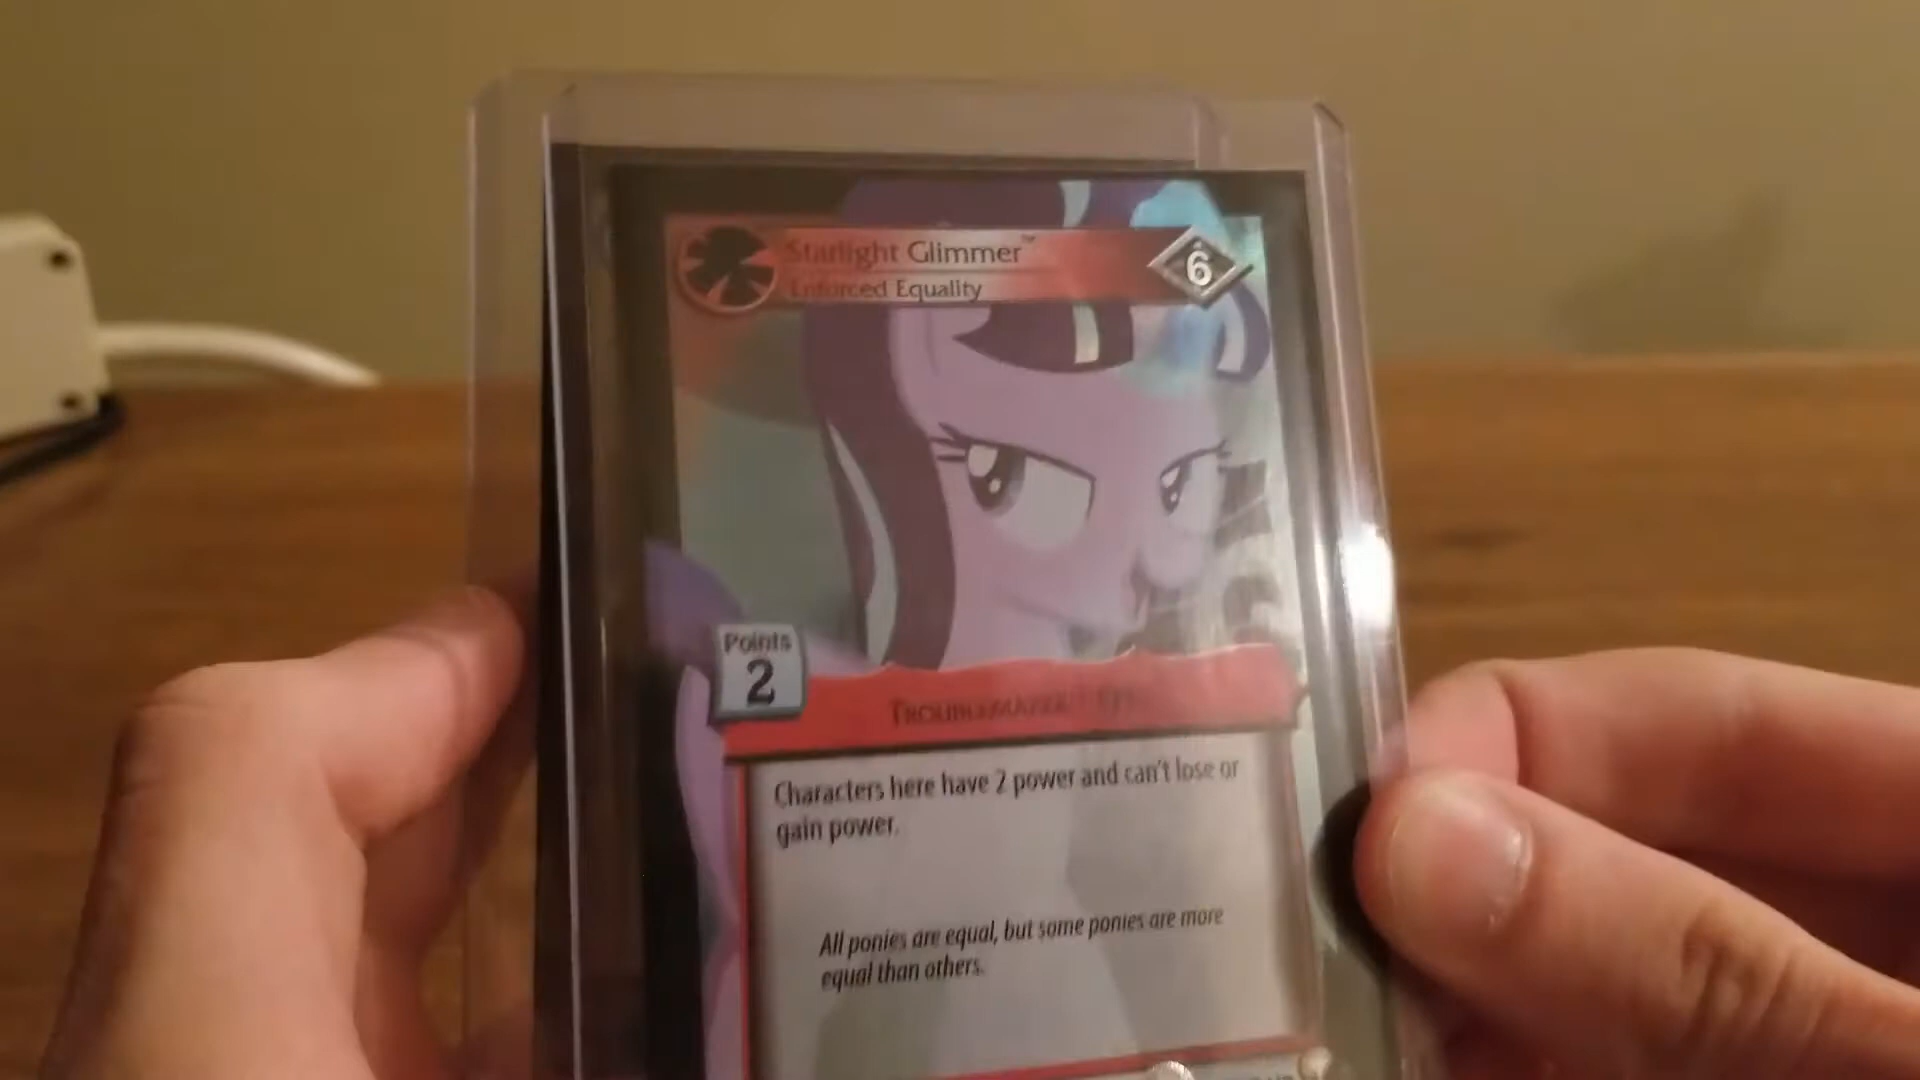 Starlight Glimmer™
Enforced Equality
6
Points
2
Troublemaker
Characters here have 2 power and can't lose or
gain power.
All ponies are equal, but some ponies are more
equal than others.